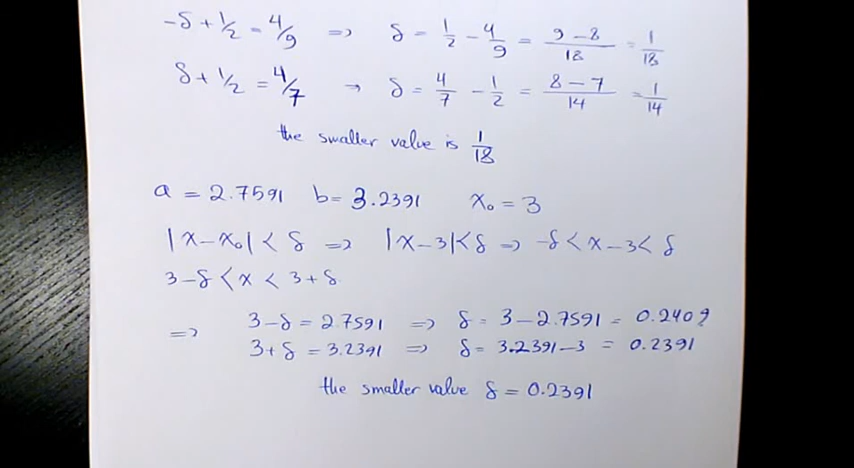 -δ + 1/2 = 4/9 => δ = 1/2 - 4/9 = (9 - 8)/18 = 1/18
δ + 1/2 = 4/7 → δ = 4/7 - 1/2 = (8 - 7)/14 = 1/14
the smaller value is 1/18
a = 2.7591 b = 3.2391 x₀ = 3
|x - x₀| < δ => |x - 3| < δ => -δ < x - 3 < δ
3 - δ < x < 3 + δ
=> 3 - δ = 2.7591 => δ = 3 - 2.7591 = 0.2409
3 + δ = 3.2391 => δ = 3.2391 - 3 = 0.2391
the smaller value δ = 0.2391